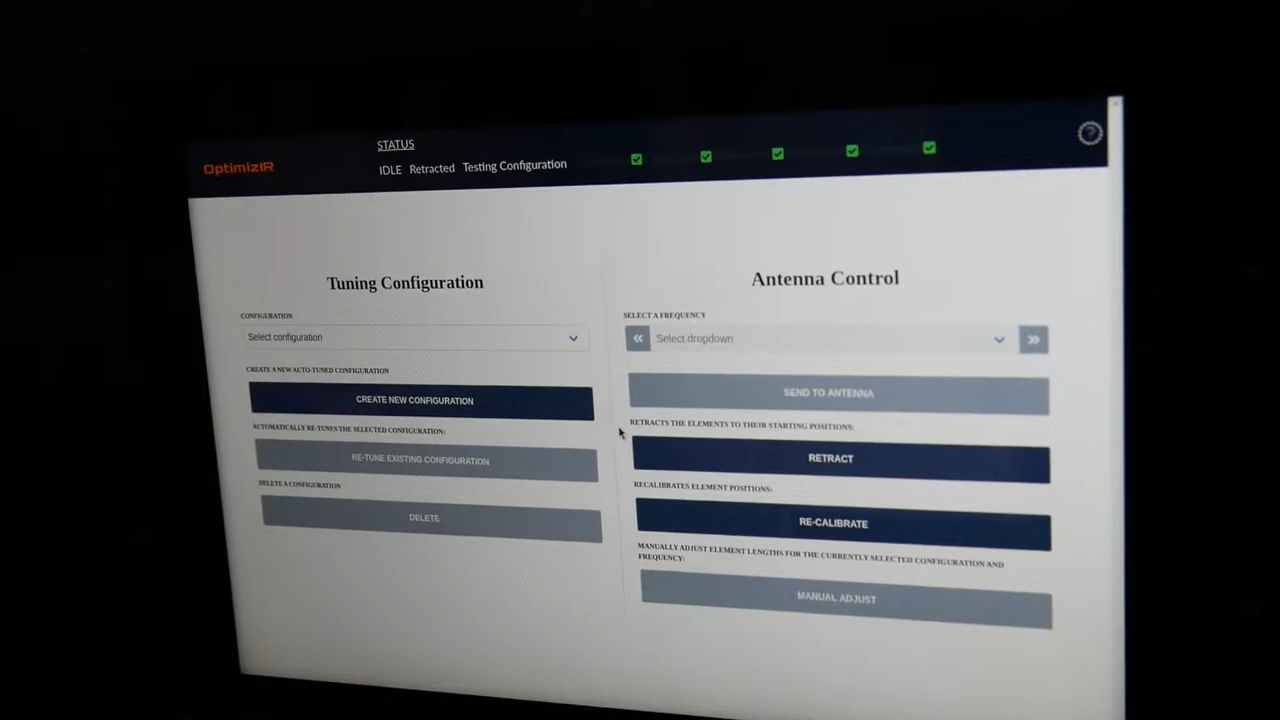 OptimizIR
STATUS
IDLE Retracted Testing Configuration
Tuning Configuration
CONFIGURATION
Select configuration
CREATE A NEW AUTO-TUNED CONFIGURATION
CREATE NEW CONFIGURATION
AUTOMATICALLY RE-TUNES THE SELECTED CONFIGURATION:
RE-TUNE EXISTING CONFIGURATION
DELETE A CONFIGURATION
DELETE
Antenna Control
SELECT A FREQUENCY
Select dropdown
SEND TO ANTENNA
RETRACTS THE ELEMENTS TO THEIR STARTING POSITIONS:
RETRACT
RECALIBRATES ELEMENT POSITIONS:
RE-CALIBRATE
MANUALLY ADJUST ELEMENT LENGTHS FOR THE CURRENTLY SELECTED CONFIGURATION AND
FREQUENCY:
MANUAL ADJUST